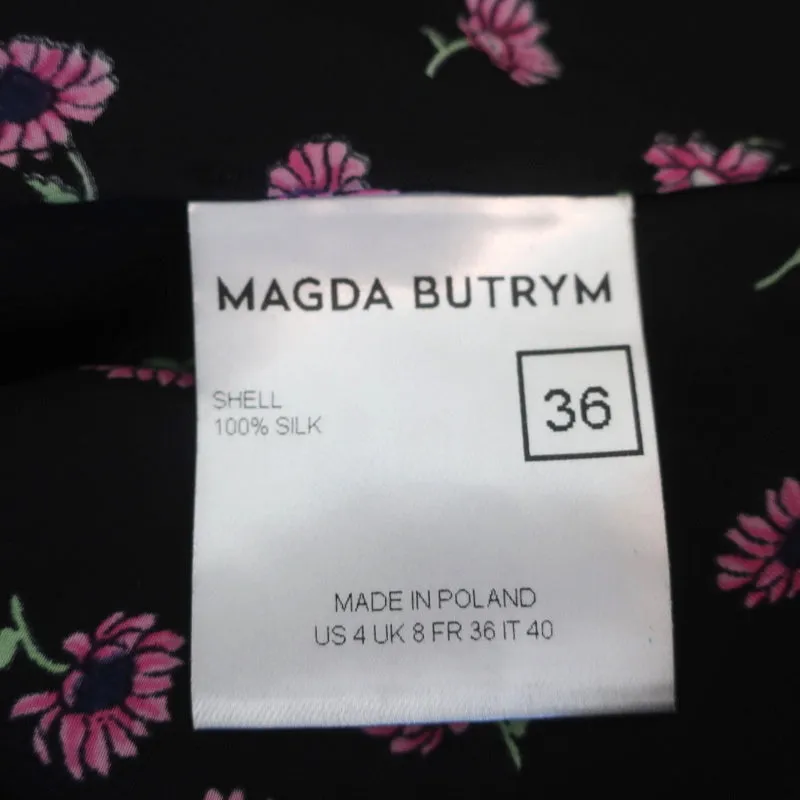 MAGDA BUTRYM
36
SHELL
100% SILK
MADE IN POLAND
US 4 UK 8 FR 36 IT 40